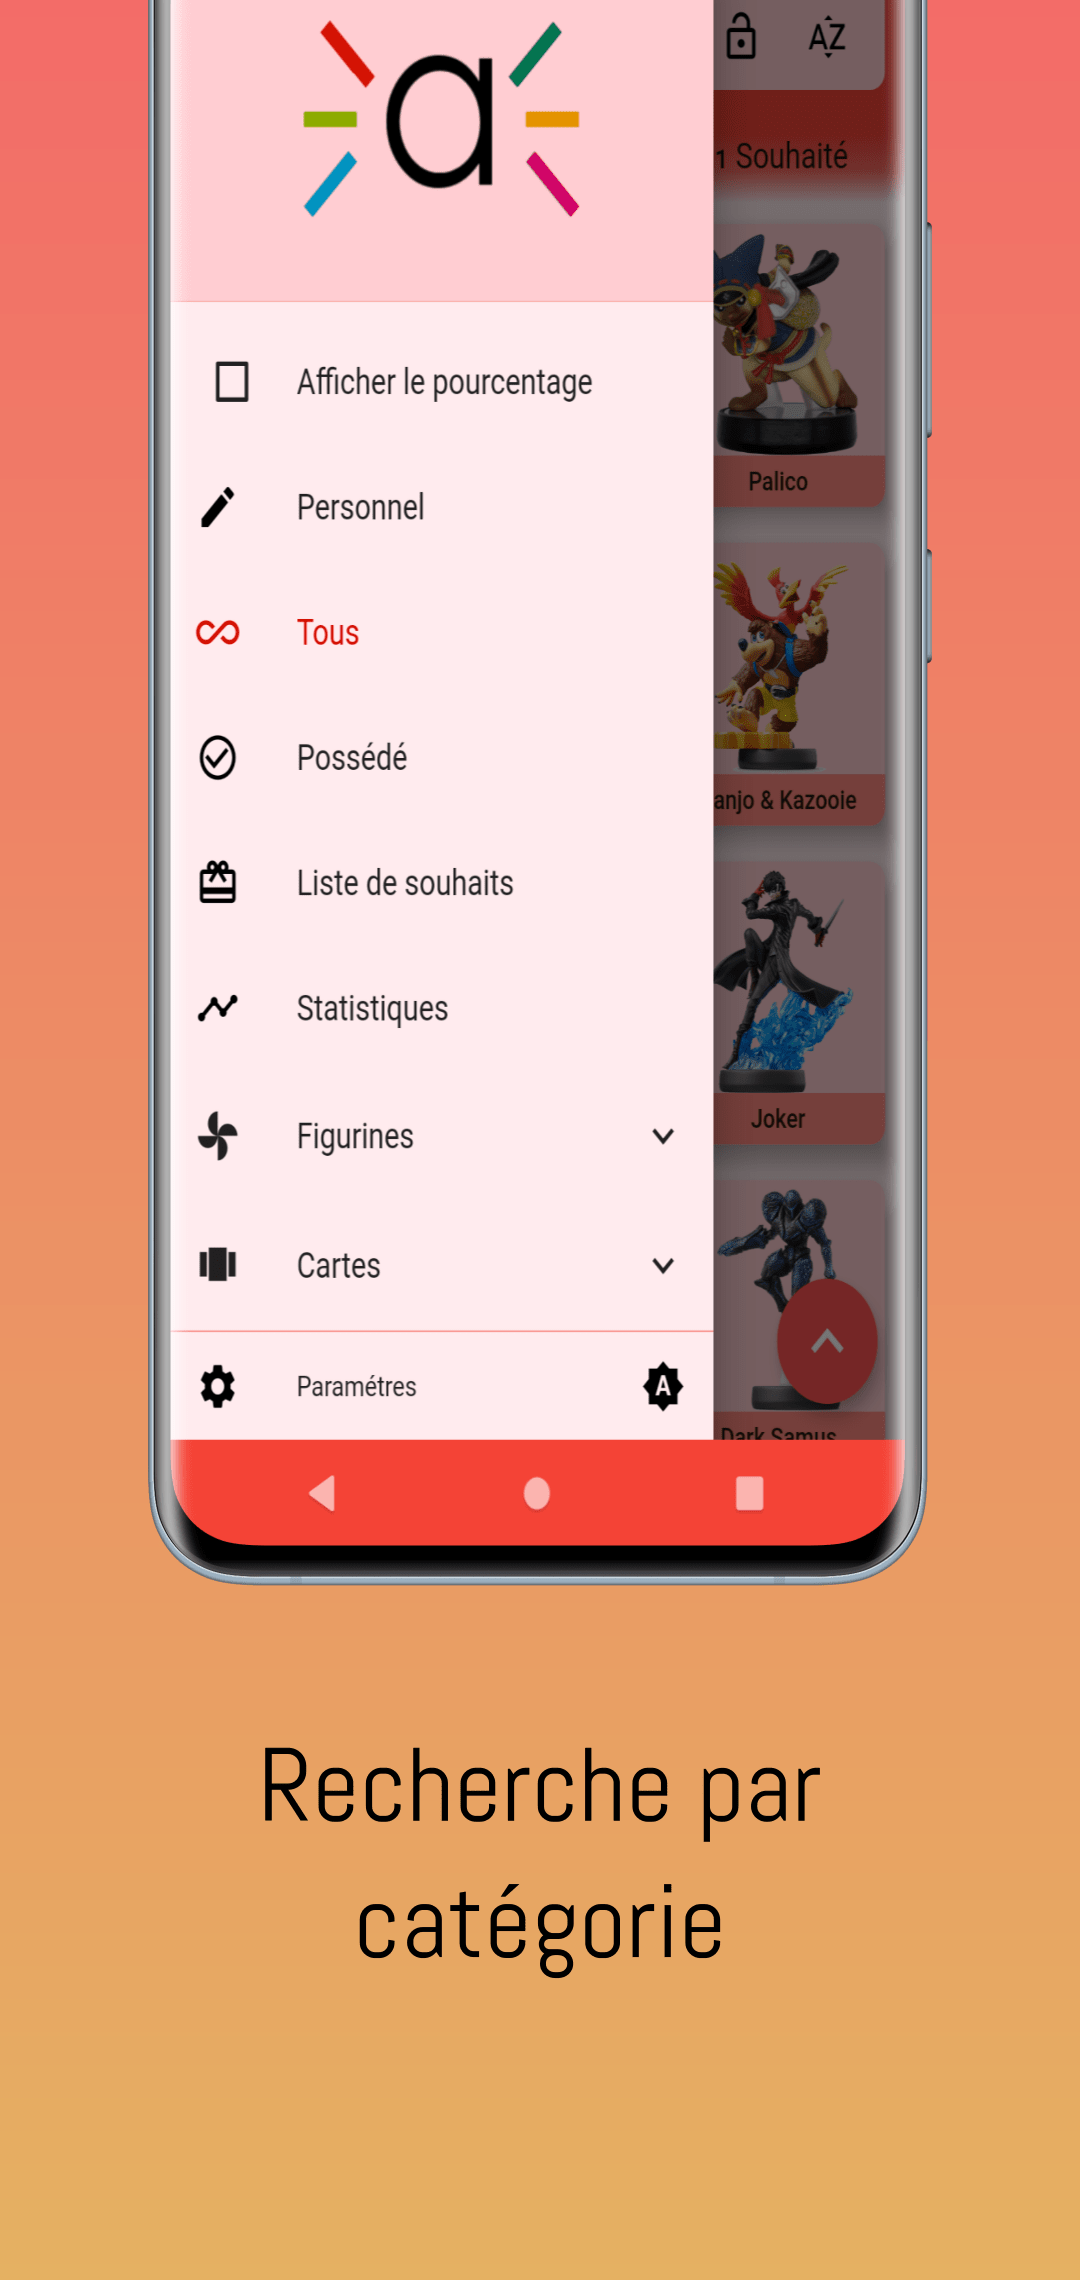 a
AZ
1 Souhaité
Afficher le pourcentage
Palico
Personnel
Tous
Possédé
anjo & Kazooie
Liste de souhaits
Statistiques
Figurines
Joker
Cartes
Paramétres
A
Dark Samus
Recherche par
catégorie